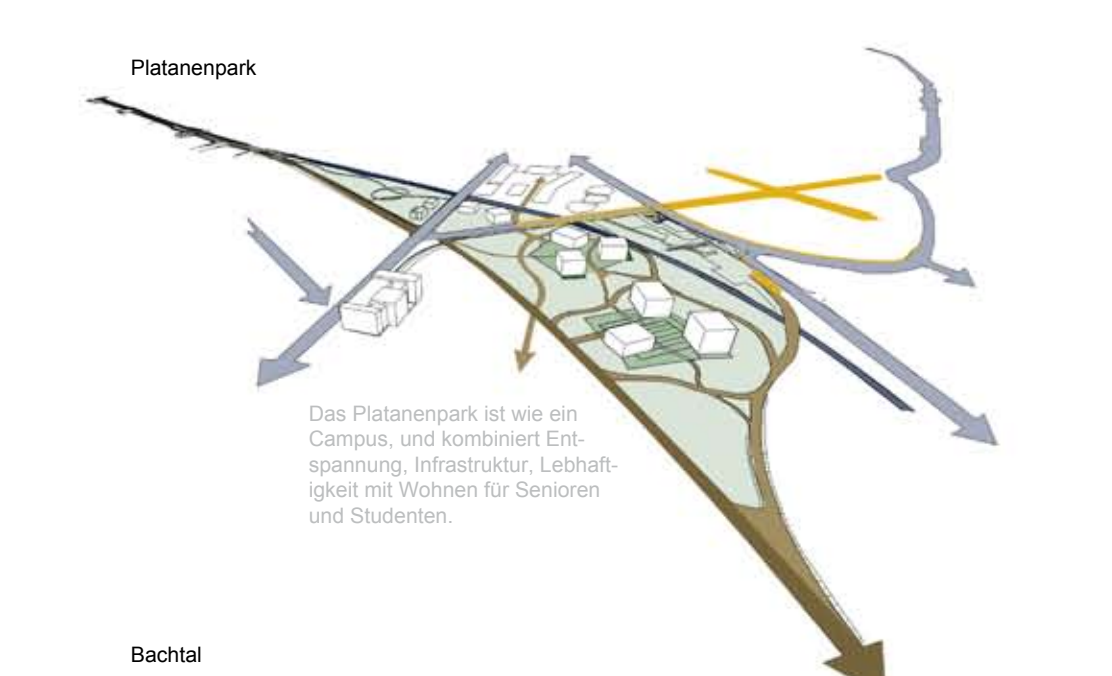 Platanenpark
Das Platanenpark ist wie ein
Campus, und kombiniert Ent-
spannung, Infrastruktur, Lebhaft-
igkeit mit Wohnen für Senioren
und Studenten.
Bachtal